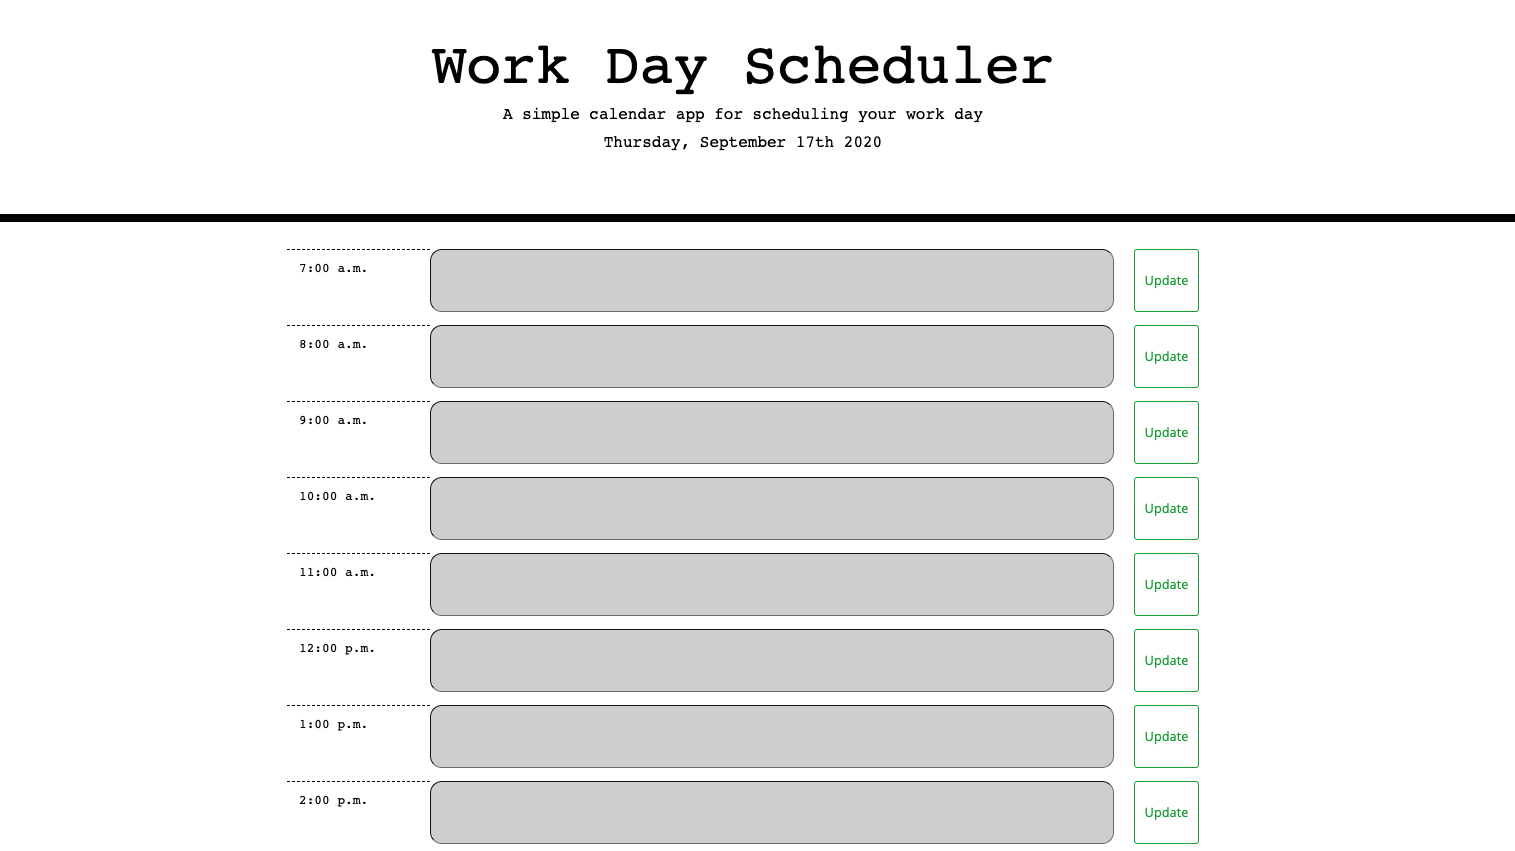 Work Day Scheduler
A simple calendar app for scheduling your work day
Thursday, September 17th 2020
7:00 a.m. Update
8:00 a.m. Update
9:00 a.m. Update
10:00 a.m. Update
11:00 a.m. Update
12:00 p.m. Update
1:00 p.m. Update
2:00 p.m. Update